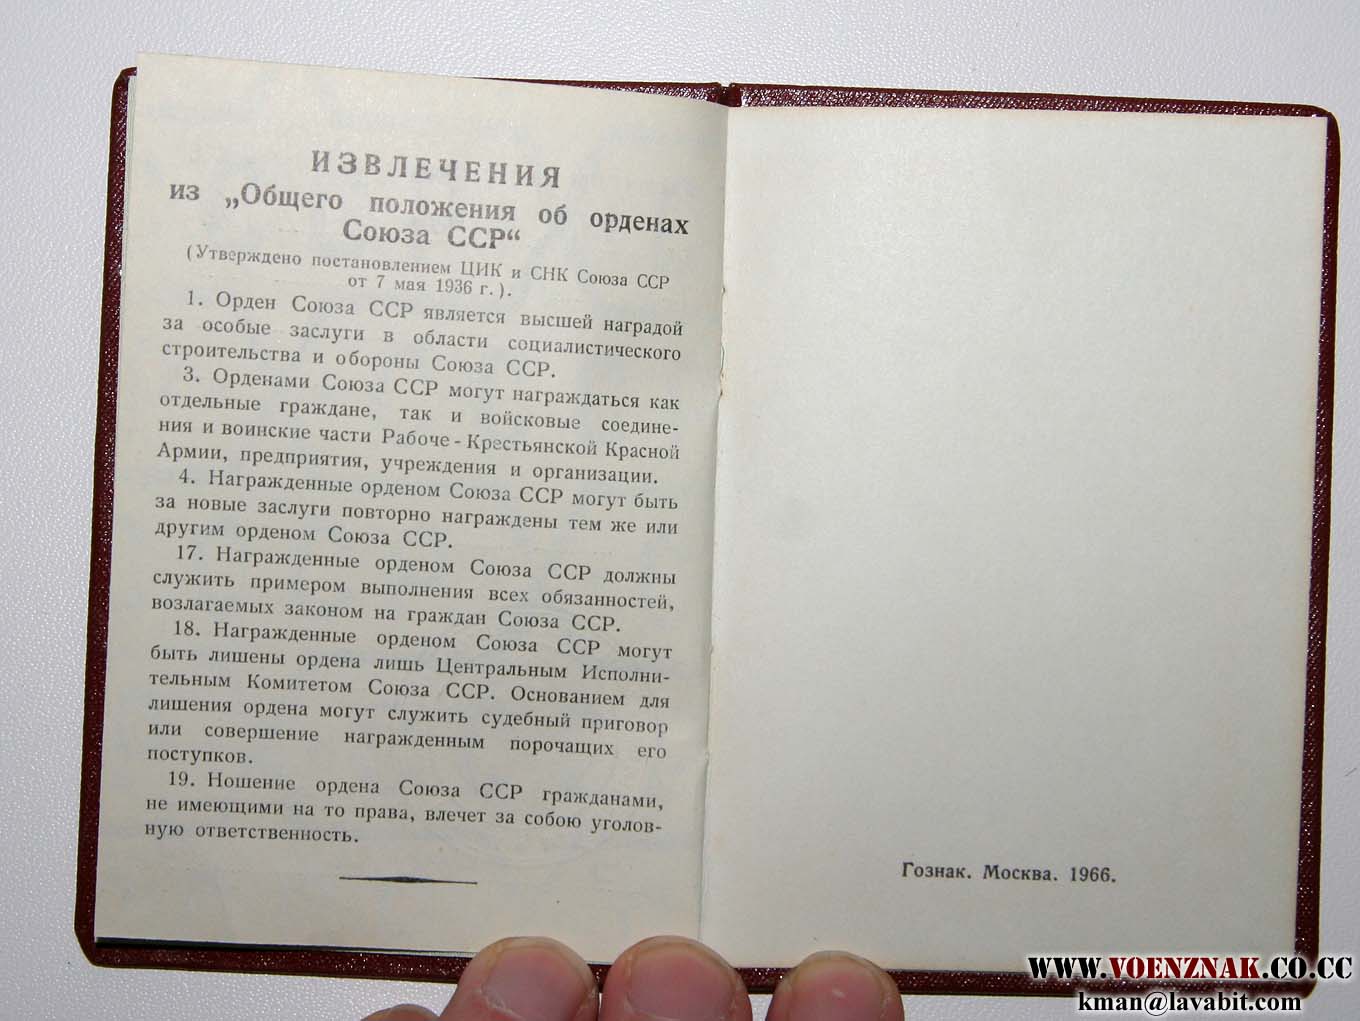 ИЗВЛЕЧЕНИЯ
из „Общего положения об орденах
Союза ССР“
(Утверждено постановлением ЦИК и СНК Союза ССР
от 7 мая 1936 г.).
1. Орден Союза ССР является высшей наградой
за особые заслуги в области социалистического
строительства и обороны Союза ССР.
3. Орденами Союза ССР могут награждаться как
отдельные граждане, так и войсковые соедине-
ния и воинские части Рабоче-Крестьянской Красной
Армии, предприятия, учреждения и организации.
4. Награжденные орденом Союза ССР могут быть
за новые заслуги повторно награждены тем же или
другим орденом Союза ССР.
17. Награжденные орденом Союза ССР должны
служить примером выполнения всех обязанностей,
возлагаемых законом на граждан Союза ССР.
18. Награжденные орденом Союза ССР могут
быть лишены ордена лишь Центральным Исполни-
тельным Комитетом Союза ССР. Основанием для
лишения ордена могут служить судебный приговор
или совершение награжденным порочащих его
поступков.
19. Ношение ордена Союза ССР гражданами,
не имеющими на то права, влечет за собою уголов-
ную ответственность.
Гознак. Москва. 1966.
WWW.VOENZNAK.CO.CC
kman@lavabit.com